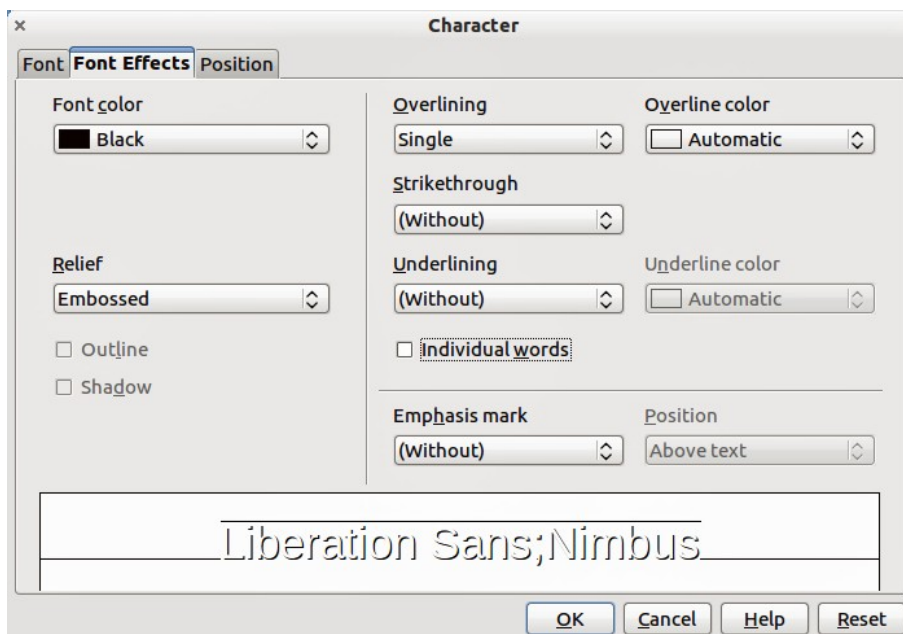 Character
Font Font Effects Position
Font color
Black
Relief
Embossed
Outline
Shadow
Overlining Overline color
Single Automatic
Strikethrough
(Without)
Underlining Underline color
(Without) Automatic
Individual words
Emphasis mark Position
(Without) Above text
Liberation Sans;Nimbus
OK Cancel Help Reset